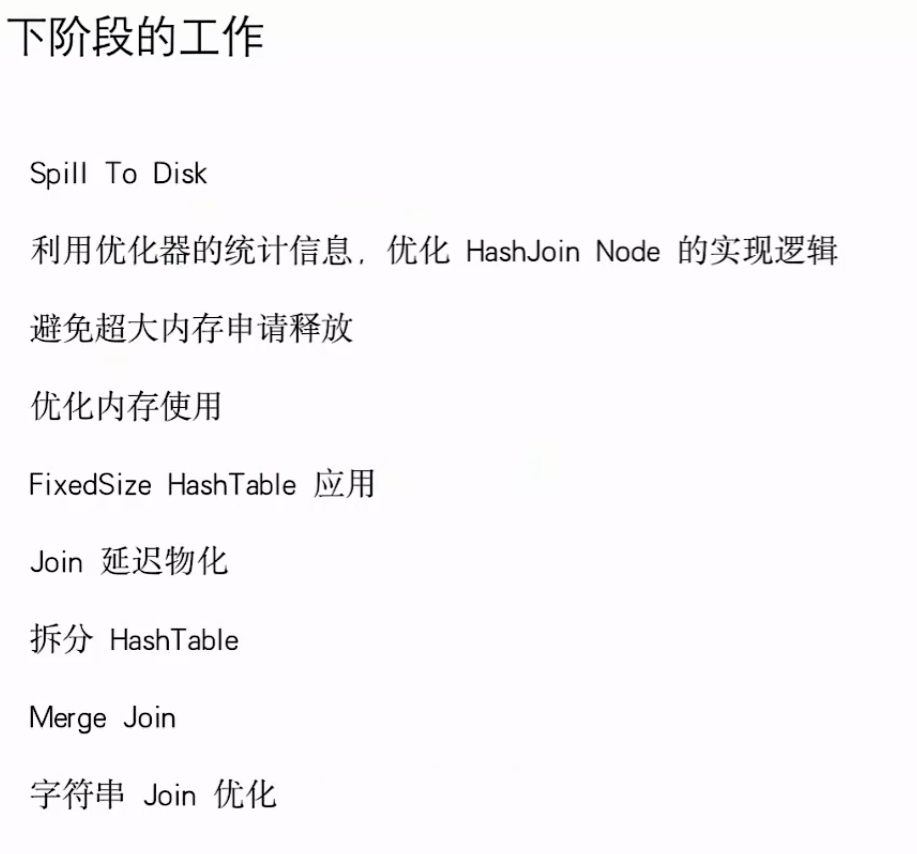 下阶段的工作
Spill To Disk
利用优化器的统计信息，优化 HashJoin Node 的实现逻辑
避免超大内存申请释放
优化内存使用
FixedSize HashTable 应用
Join 延迟物化
拆分 HashTable
Merge Join
字符串 Join 优化